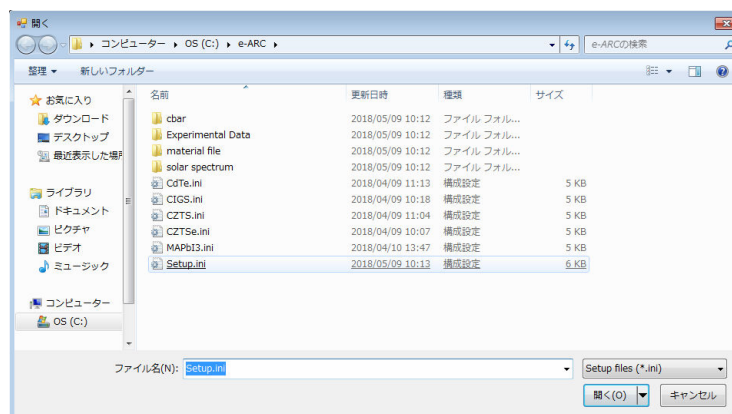 開く
コンピューター ▸ OS (C:) ▸ e-ARC ▸
e-ARCの検索
整理 ▼ 新しいフォルダー
名前 更新日時 種類 サイズ
お気に入り
ダウンロード
デスクトップ
最近表示した場所
ライブラリ
ドキュメント
ピクチャ
ビデオ
ミュージック
コンピューター
OS (C:)
cbar 2018/05/09 10:12 ファイル フォル...
Experimental Data 2018/05/09 10:12 ファイル フォル...
material file 2018/05/09 10:12 ファイル フォル...
solar spectrum 2018/05/09 10:12 ファイル フォル...
CdTe.ini 2018/04/09 11:13 構成設定 5 KB
CIGS.ini 2018/04/09 10:18 構成設定 5 KB
CZTS.ini 2018/04/09 11:04 構成設定 5 KB
CZTSe.ini 2018/04/09 10:07 構成設定 5 KB
MAPbI3.ini 2018/04/10 13:47 構成設定 5 KB
Setup.ini 2018/05/09 10:13 構成設定 6 KB
ファイル名(N): Setup.ini Setup files (*.ini)
開く(O) キャンセル